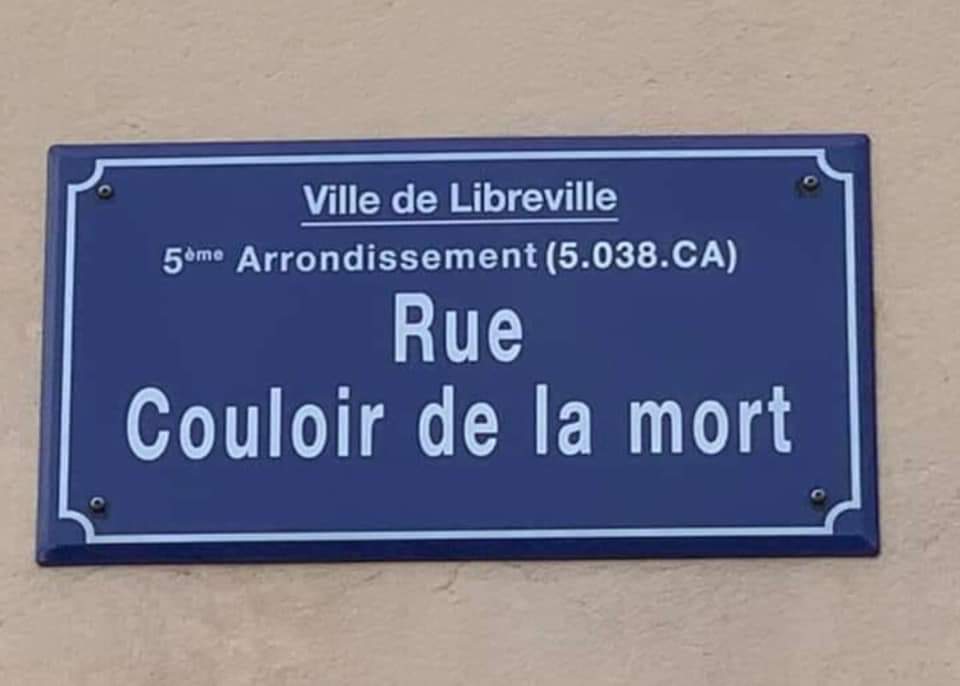 Ville de Libreville
5ème Arrondissement (5.038.CA)
Rue
Couloir de la mort